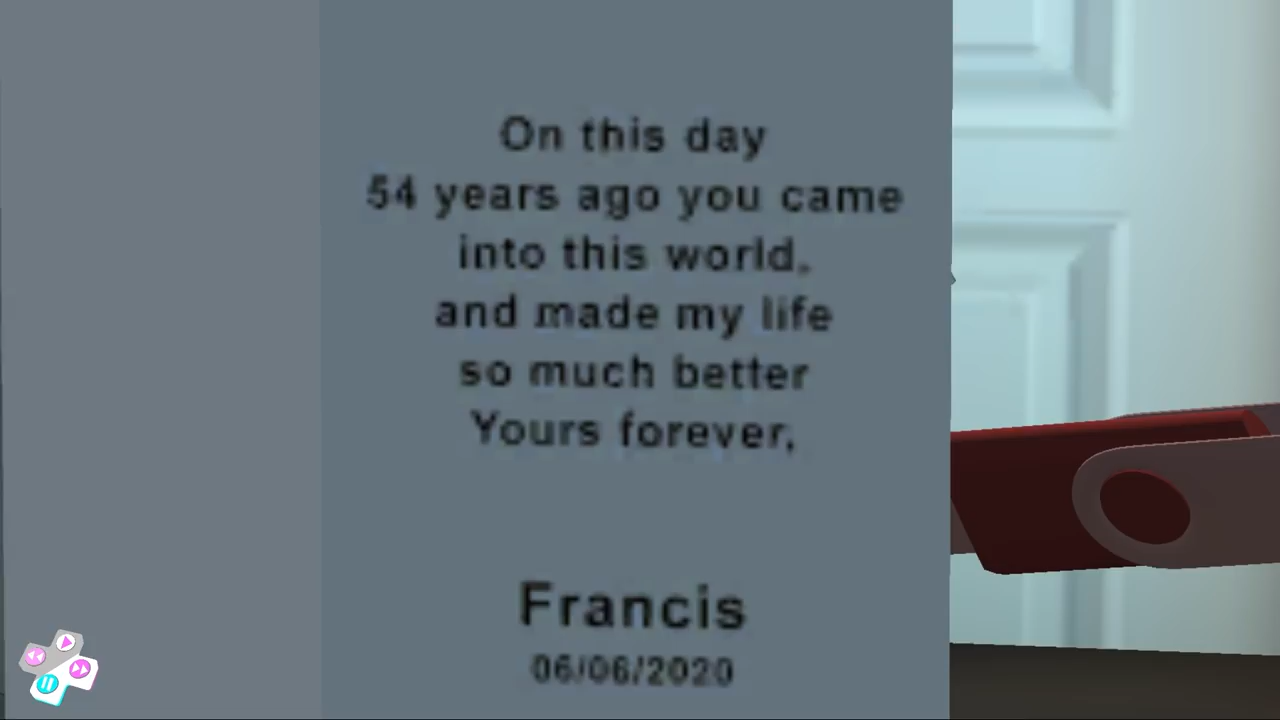 On this day
54 years ago you came
into this world,
and made my life
so much better
Yours forever,
Francis
06/06/2020